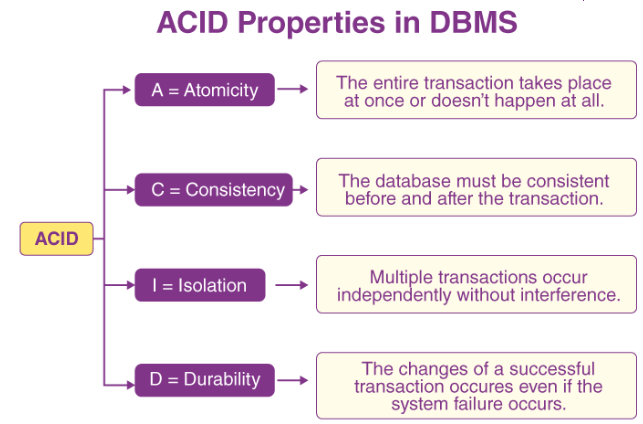 ACID Properties in DBMS
A = Atomicity
The entire transaction takes place
at once or doesn't happen at all.
C = Consistency
The database must be consistent
before and after the transaction.
ACID
I = Isolation
Multiple transactions occur
independently without interference.
D = Durability
The changes of a successful
transaction occures even if the
system failure occurs.